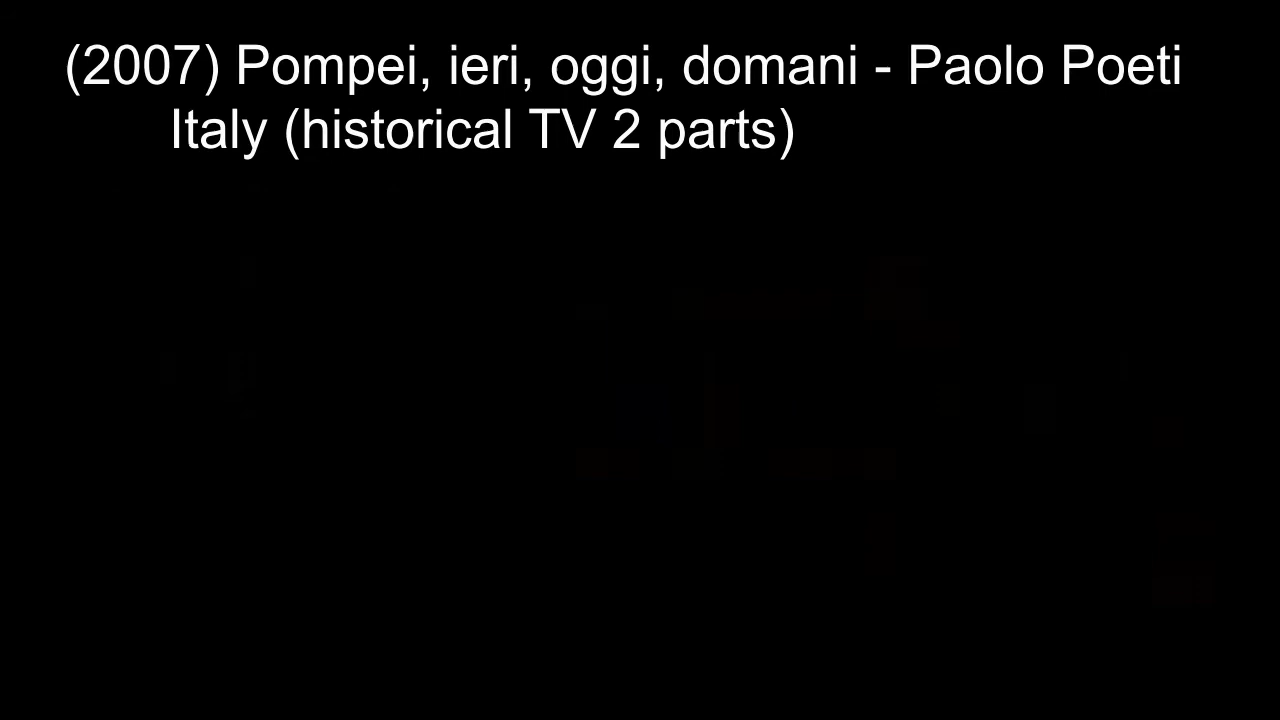 (2007) Pompei, ieri, oggi, domani - Paolo Poeti
Italy (historical TV 2 parts)